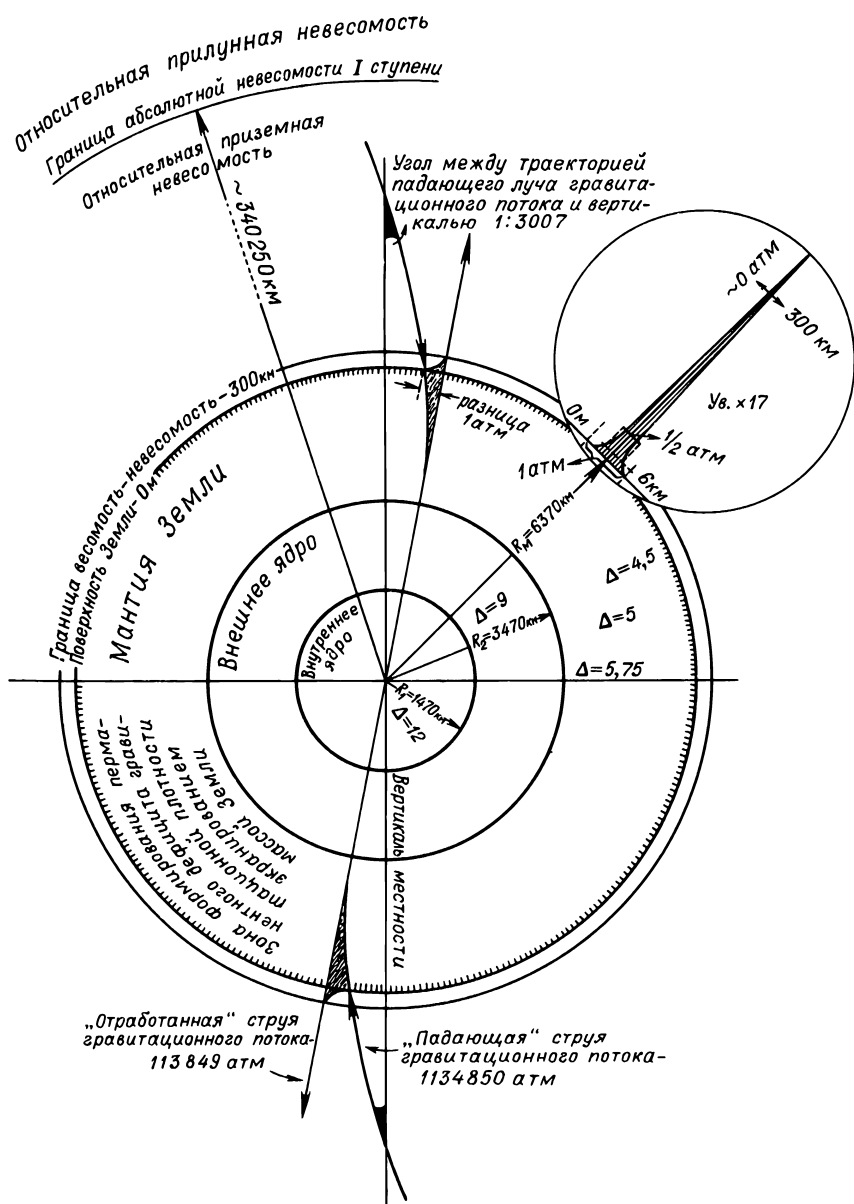 Относительная прилунная невесомость
Граница абсолютной невесомости I ступени
Относительная приземная
невесомость
~340250км
Угол между траекторией
падающего луча гравита-
ционного потока и верти-
калью 1:3007
~0 атм
300 км
Ув. ×17
0м
1/2 атм
1атм
+ 6км
разница
1атм
Граница весомость-невесомость-300км
Поверхность Земли-0м
Мантия Земли
Внешнее ядро
Внутреннее
ядро
Rм=6370км
Δ=4,5
Δ=9
R2=3470км
Δ=5
Δ=5,75
R1=1470км
Δ=12
Зона формирования перма-
нентного дефицита грави-
тационной плотности
экранированием
массой Земли
Вертикаль местности
„Отработанная“ струя
гравитационного потока-
113849 атм
„Падающая“ струя
гравитационного потока-
1134850 атм